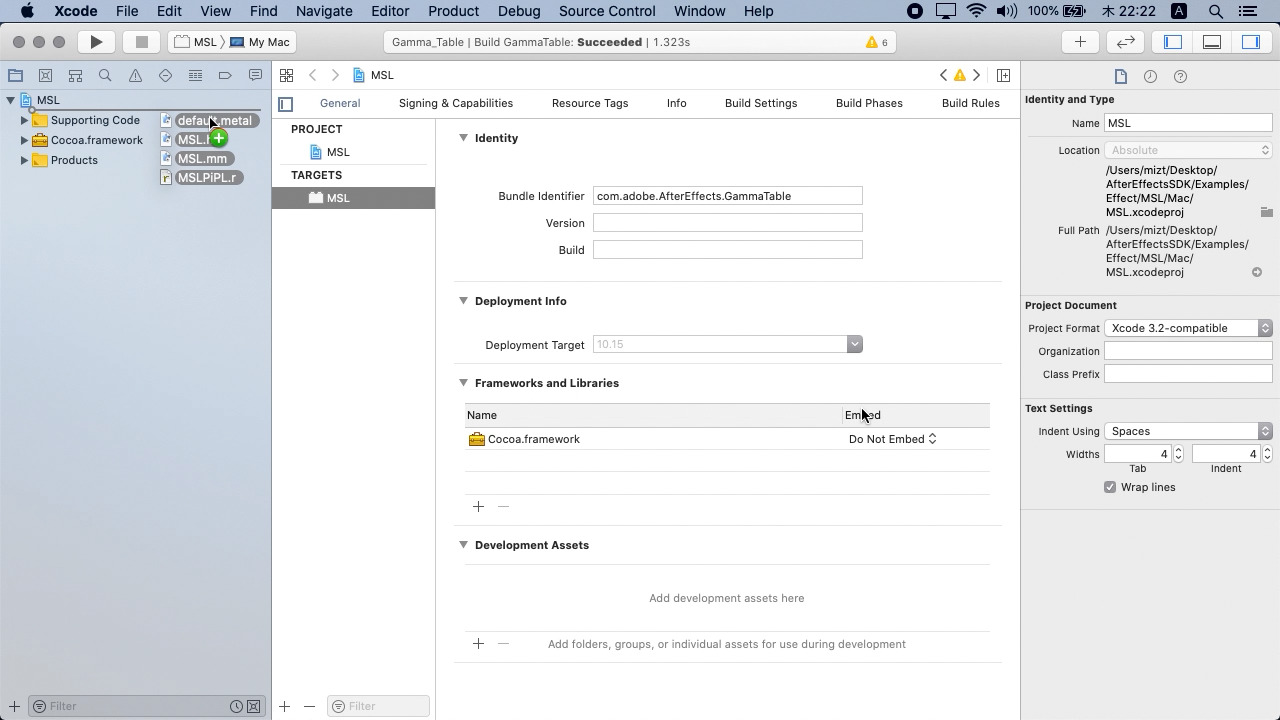 Xcode File Edit View Find Navigate Editor Product Debug Source Control Window Help 100% 木 22:22 A
MSL My Mac Gamma_Table | Build GammaTable: Succeeded | 1.323s 6
MSL
General Signing & Capabilities Resource Tags Info Build Settings Build Phases Build Rules
MSL
Supporting Code
Cocoa.framework
Products
default.metal
MSL.mm
MSLPiPL.r
Filter
PROJECT
MSL
TARGETS
MSL
Filter
Identity
Bundle Identifier com.adobe.AfterEffects.GammaTable
Version
Build
Deployment Info
Deployment Target 10.15
Frameworks and Libraries
Name Embed
Cocoa.framework Do Not Embed
Development Assets
Add development assets here
Add folders, groups, or individual assets for use during development
Identity and Type
Name MSL
Location Absolute
/Users/mizt/Desktop/
AfterEffectsSDK/Examples/
Effect/MSL/Mac/
MSL.xcodeproj
Full Path /Users/mizt/Desktop/
AfterEffectsSDK/Examples/
Effect/MSL/Mac/
MSL.xcodeproj
Project Document
Project Format Xcode 3.2-compatible
Organization
Class Prefix
Text Settings
Indent Using Spaces
Widths 4 4
Tab Indent
Wrap lines